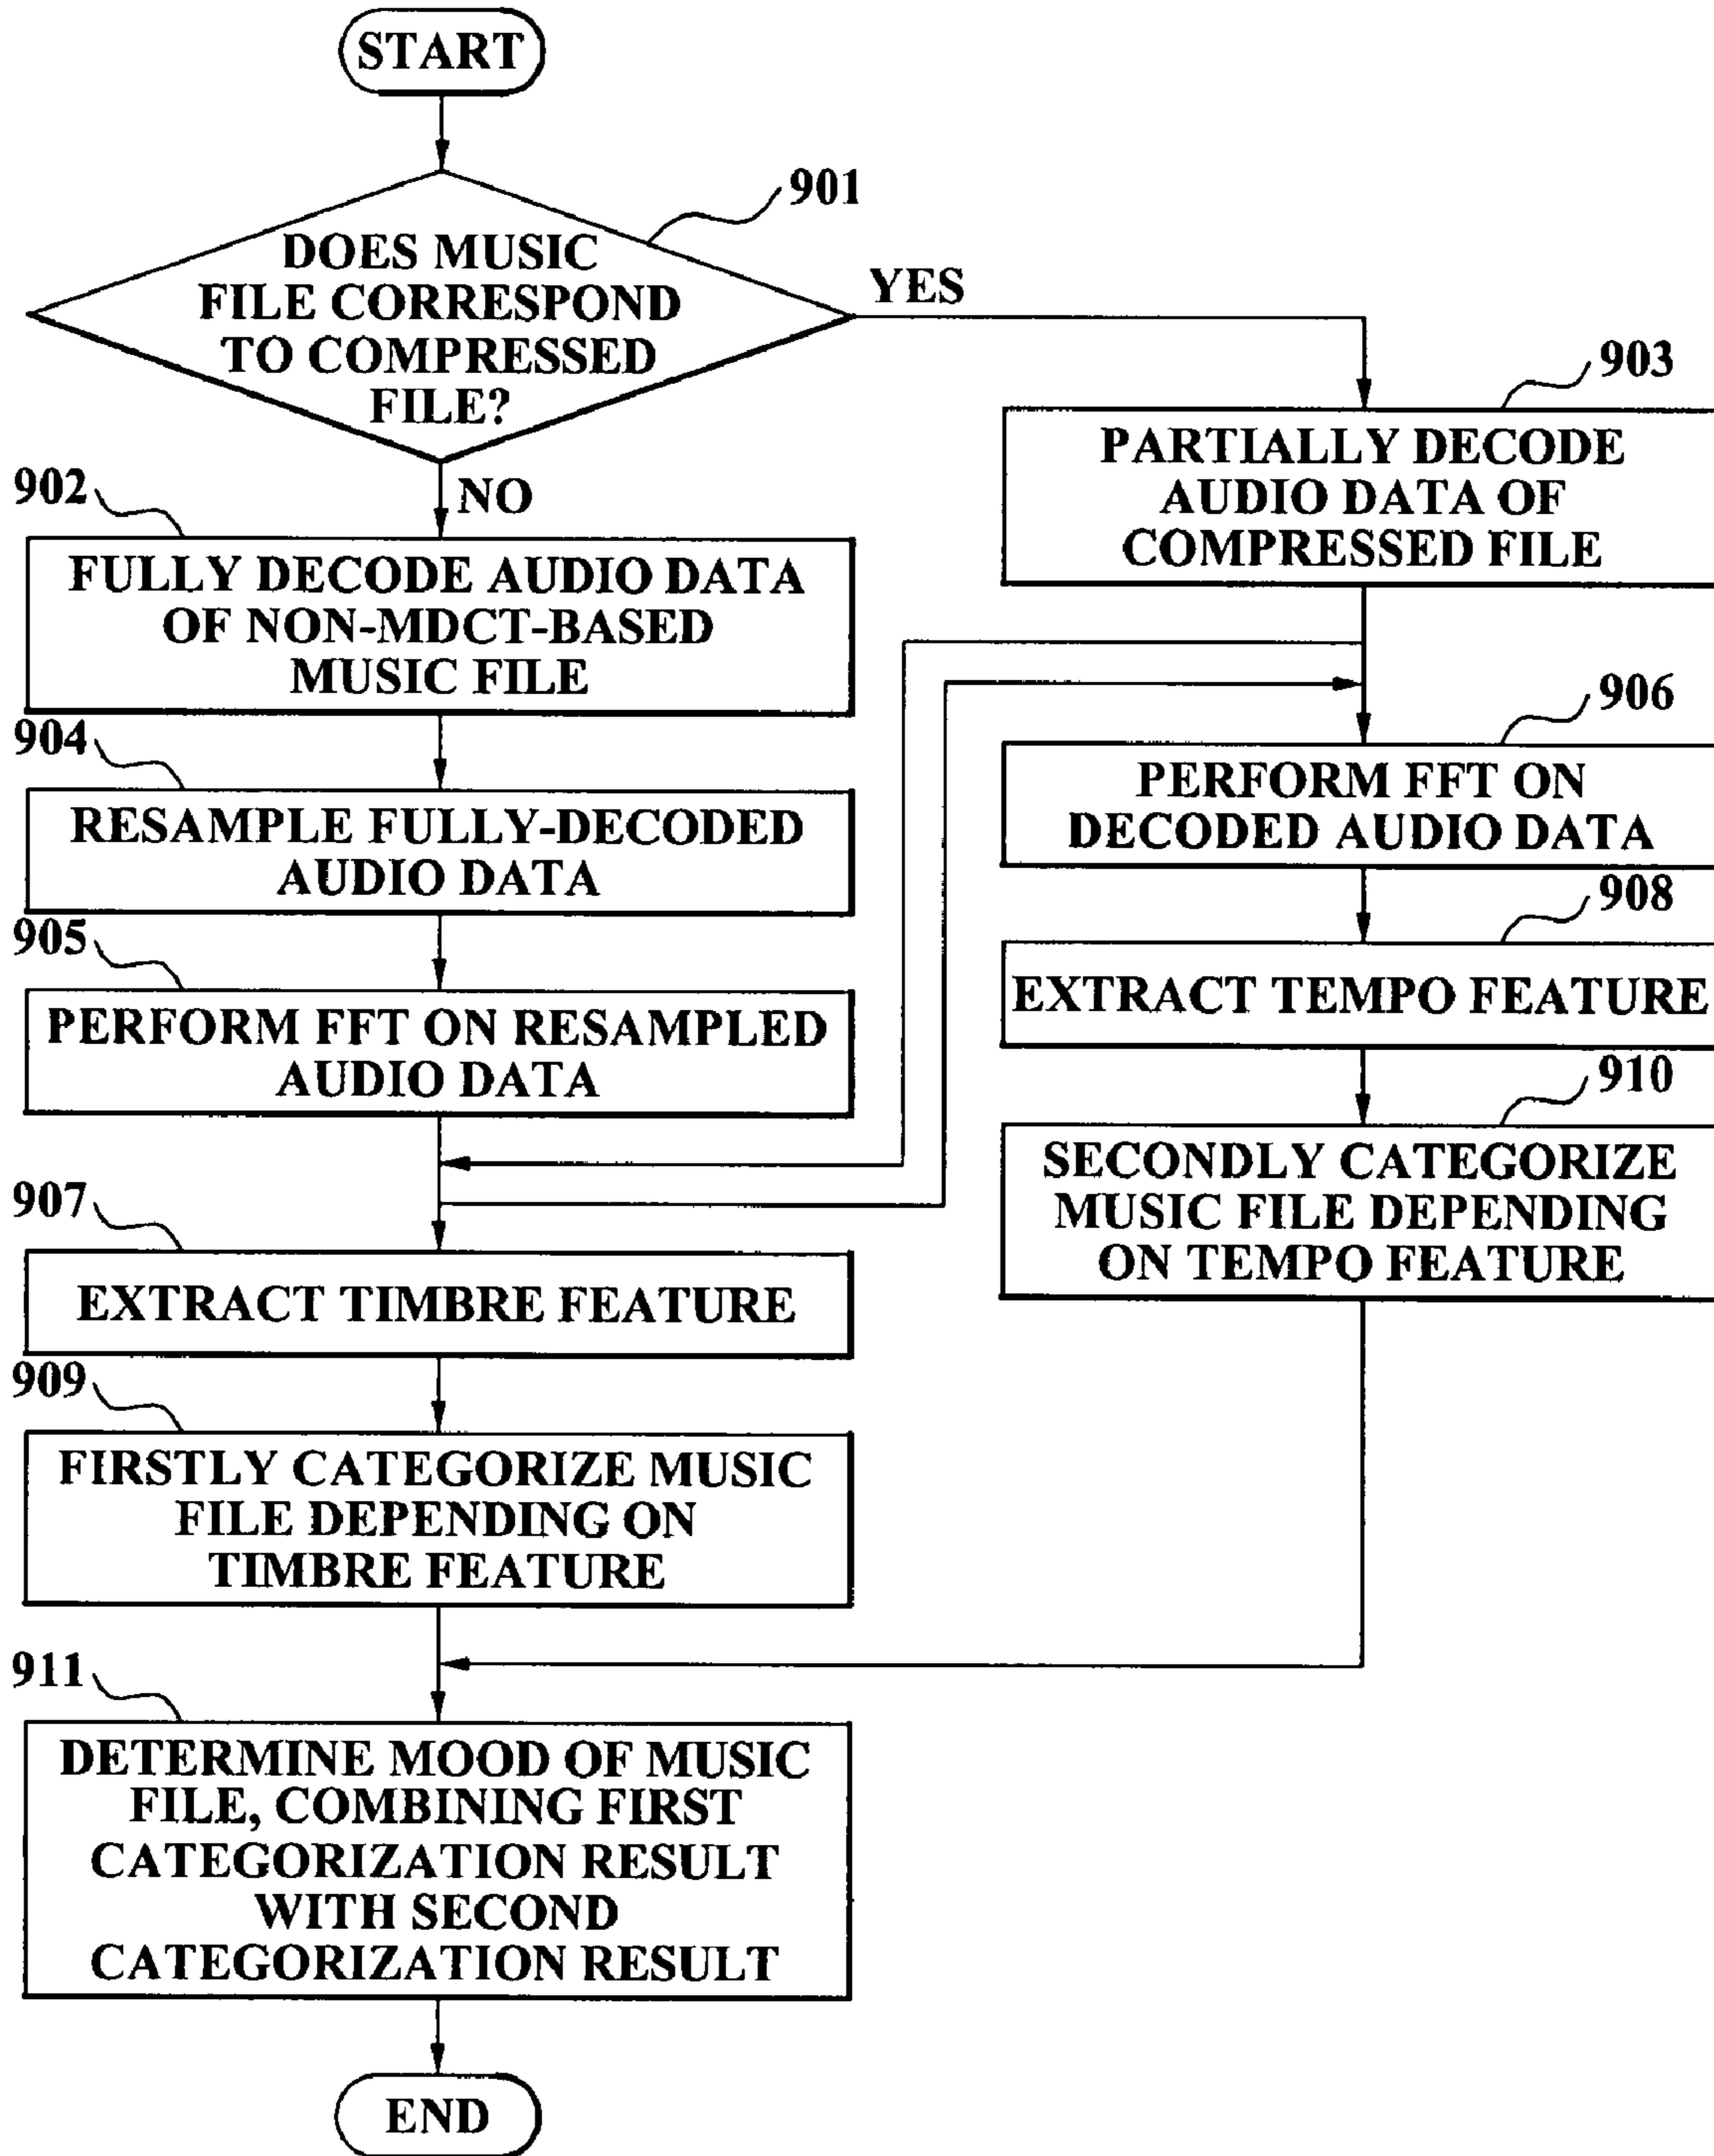 START
901
DOES MUSIC
FILE CORRESPOND
TO COMPRESSED
FILE?
YES
NO
903
PARTIALLY DECODE
AUDIO DATA OF
COMPRESSED FILE
902
FULLY DECODE AUDIO DATA
OF NON-MDCT-BASED
MUSIC FILE
904
RESAMPLE FULLY-DECODED
AUDIO DATA
906
PERFORM FFT ON
DECODED AUDIO DATA
905
PERFORM FFT ON RESAMPLED
AUDIO DATA
908
EXTRACT TEMPO FEATURE
910
SECONDLY CATEGORIZE
MUSIC FILE DEPENDING
ON TEMPO FEATURE
907
EXTRACT TIMBRE FEATURE
909
FIRSTLY CATEGORIZE MUSIC
FILE DEPENDING ON
TIMBRE FEATURE
911
DETERMINE MOOD OF MUSIC
FILE, COMBINING FIRST
CATEGORIZATION RESULT
WITH SECOND
CATEGORIZATION RESULT
END